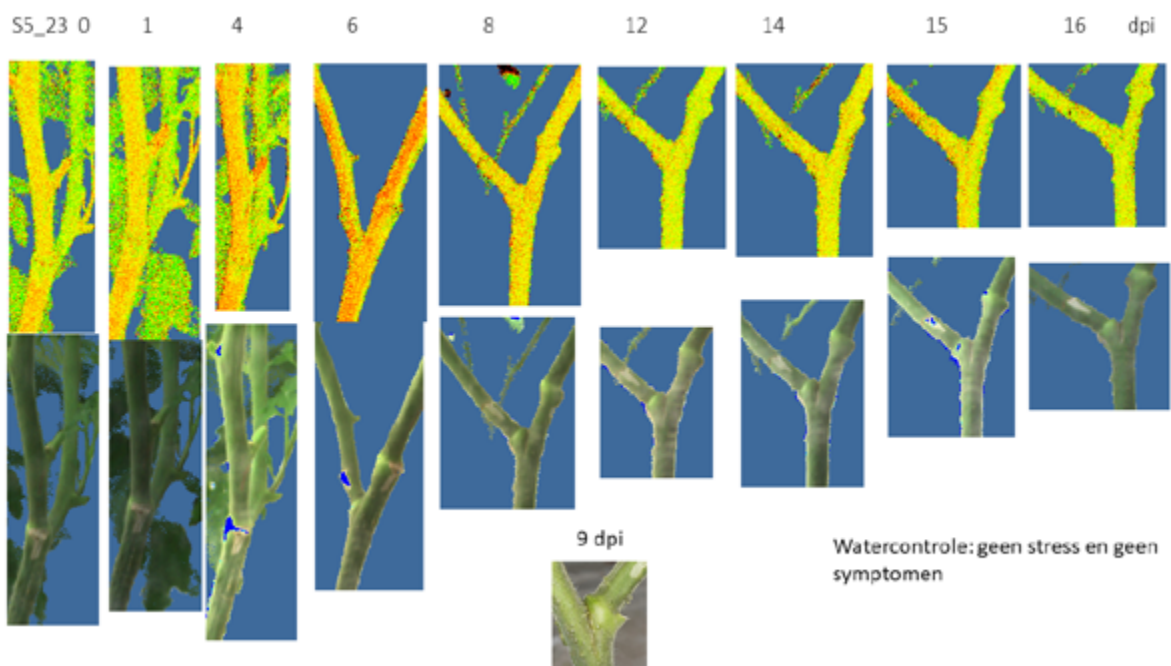 S5_23 0 1 4 6 8 12 14 15 16 dpi
9 dpi
Watercontrole: geen stress en geen
symptomen